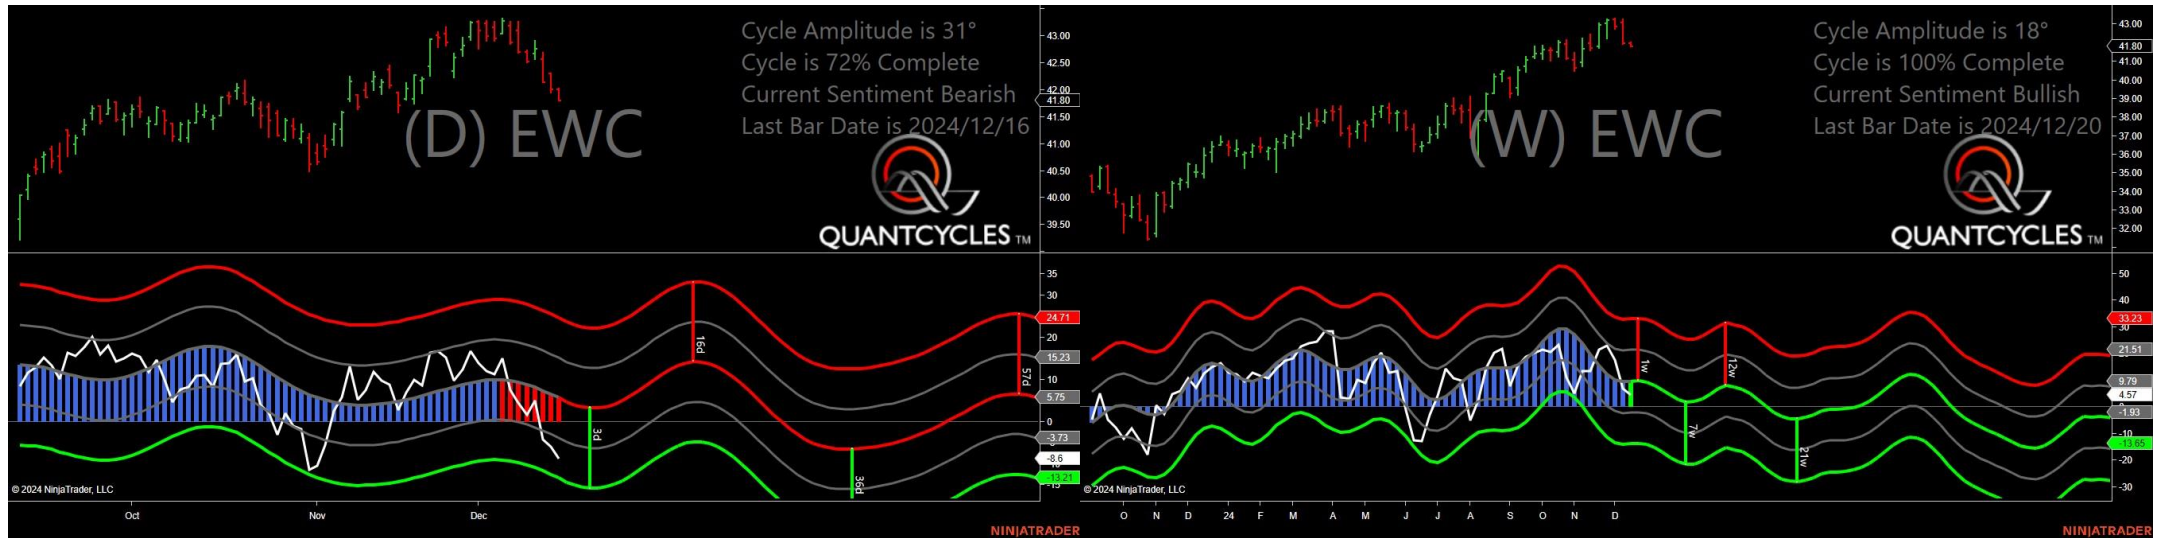 Cycle Amplitude is 31°
Cycle is 72% Complete
Current Sentiment Bearish
Last Bar Date is 2024/12/16
(D) EWC
QUANTCYCLES TM
43.00
42.50
42.00
41.80
41.50
41.00
40.50
40.00
39.50
35
30
24.71
20
15.23
10
5.75
0
-3.73
-8.6
-13.21
16d
57d
3d
36d
© 2024 NinjaTrader, LLC
Oct
Nov
Dec
NINJATRADER
Cycle Amplitude is 18°
Cycle is 100% Complete
Current Sentiment Bullish
Last Bar Date is 2024/12/20
(W) EWC
QUANTCYCLES TM
43.00
41.80
41.00
40.00
39.00
38.00
37.00
36.00
35.00
34.00
33.00
32.00
50
40
33.23
30
21.51
9.79
4.57
-1.93
-10
-13.65
-20
-30
1w
12w
7w
21w
© 2024 NinjaTrader, LLC
O N D 24 F M A M J J A S O N D
NINJATRADER